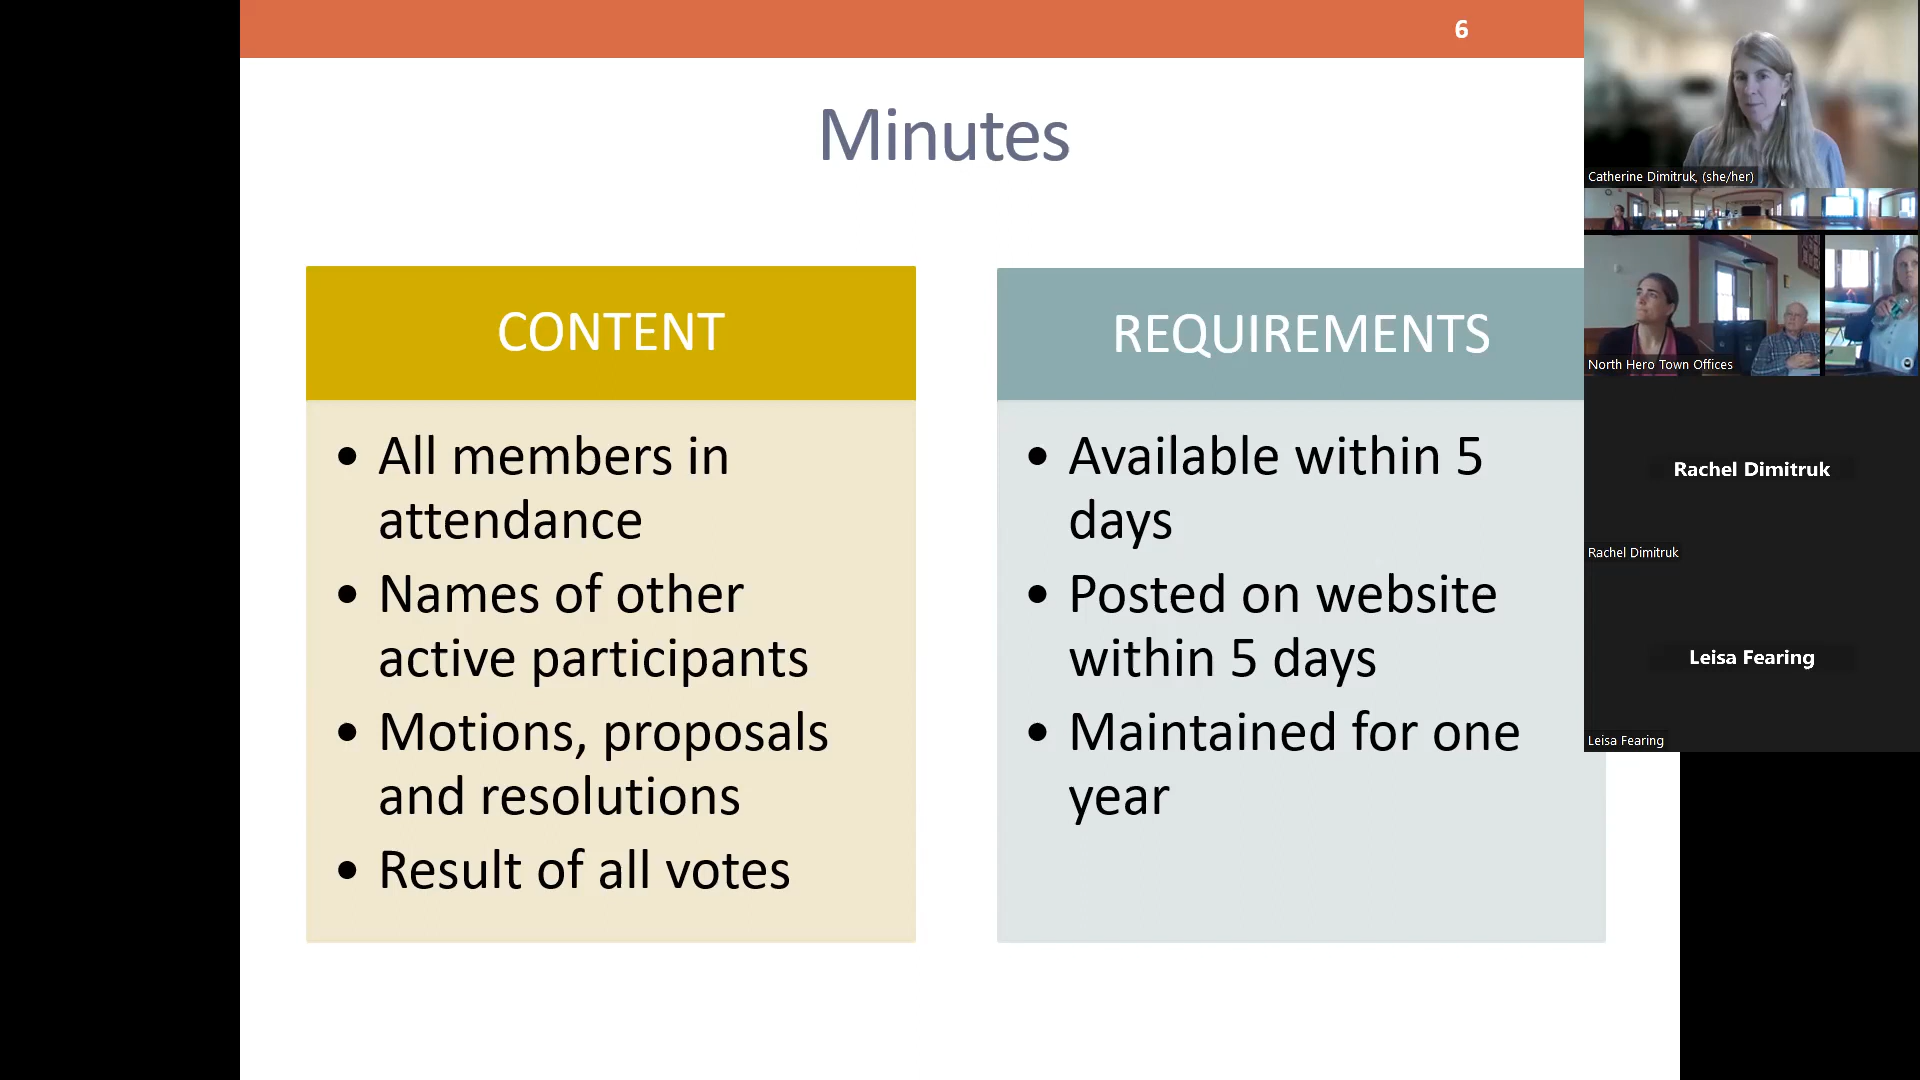 6
Minutes
CONTENT
• All members in
attendance
• Names of other
active participants
• Motions, proposals
and resolutions
• Result of all votes
REQUIREMENTS
• Available within 5
days
• Posted on website
within 5 days
• Maintained for one
year
Catherine Dimitruk, (she/her)
North Hero Town Offices
Rachel Dimitruk
Rachel Dimitruk
Leisa Fearing
Leisa Fearing